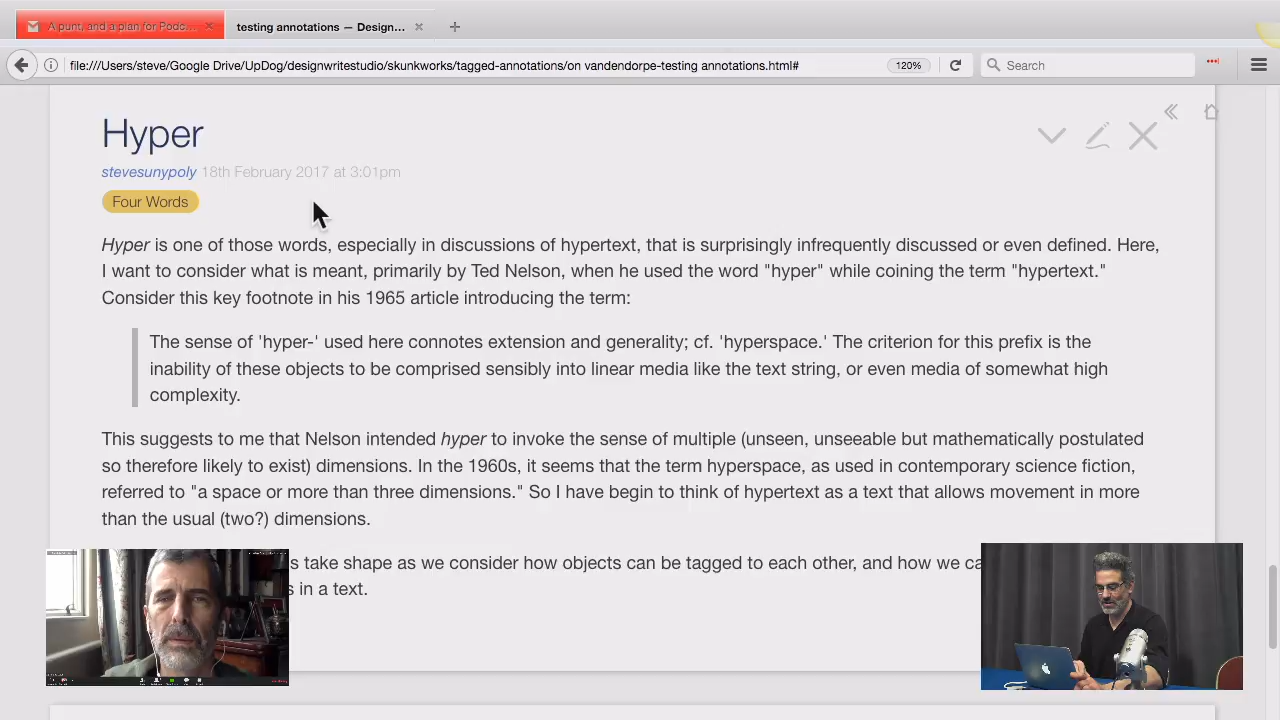 A punt, and a plan for Podc...
testing annotations — Design...
file:///Users/steve/Google Drive/UpDog/designwritestudio/skunkworks/tagged-annotations/on vandendorpe-testing annotations.html#
120%
Search
Hyper
stevesunypoly 18th February 2017 at 3:01pm
Four Words
Hyper is one of those words, especially in discussions of hypertext, that is surprisingly infrequently discussed or even defined. Here,
I want to consider what is meant, primarily by Ted Nelson, when he used the word "hyper" while coining the term "hypertext."
Consider this key footnote in his 1965 article introducing the term:
The sense of 'hyper-' used here connotes extension and generality; cf. 'hyperspace.' The criterion for this prefix is the
inability of these objects to be comprised sensibly into linear media like the text string, or even media of somewhat high
complexity.
This suggests to me that Nelson intended hyper to invoke the sense of multiple (unseen, unseeable but mathematically postulated
so therefore likely to exist) dimensions. In the 1960s, it seems that the term hyperspace, as used in contemporary science fiction,
referred to "a space or more than three dimensions." So I have begin to think of hypertext as a text that allows movement in more
than the usual (two?) dimensions.
s take shape as we consider how objects can be tagged to each other, and how we ca
s in a text.